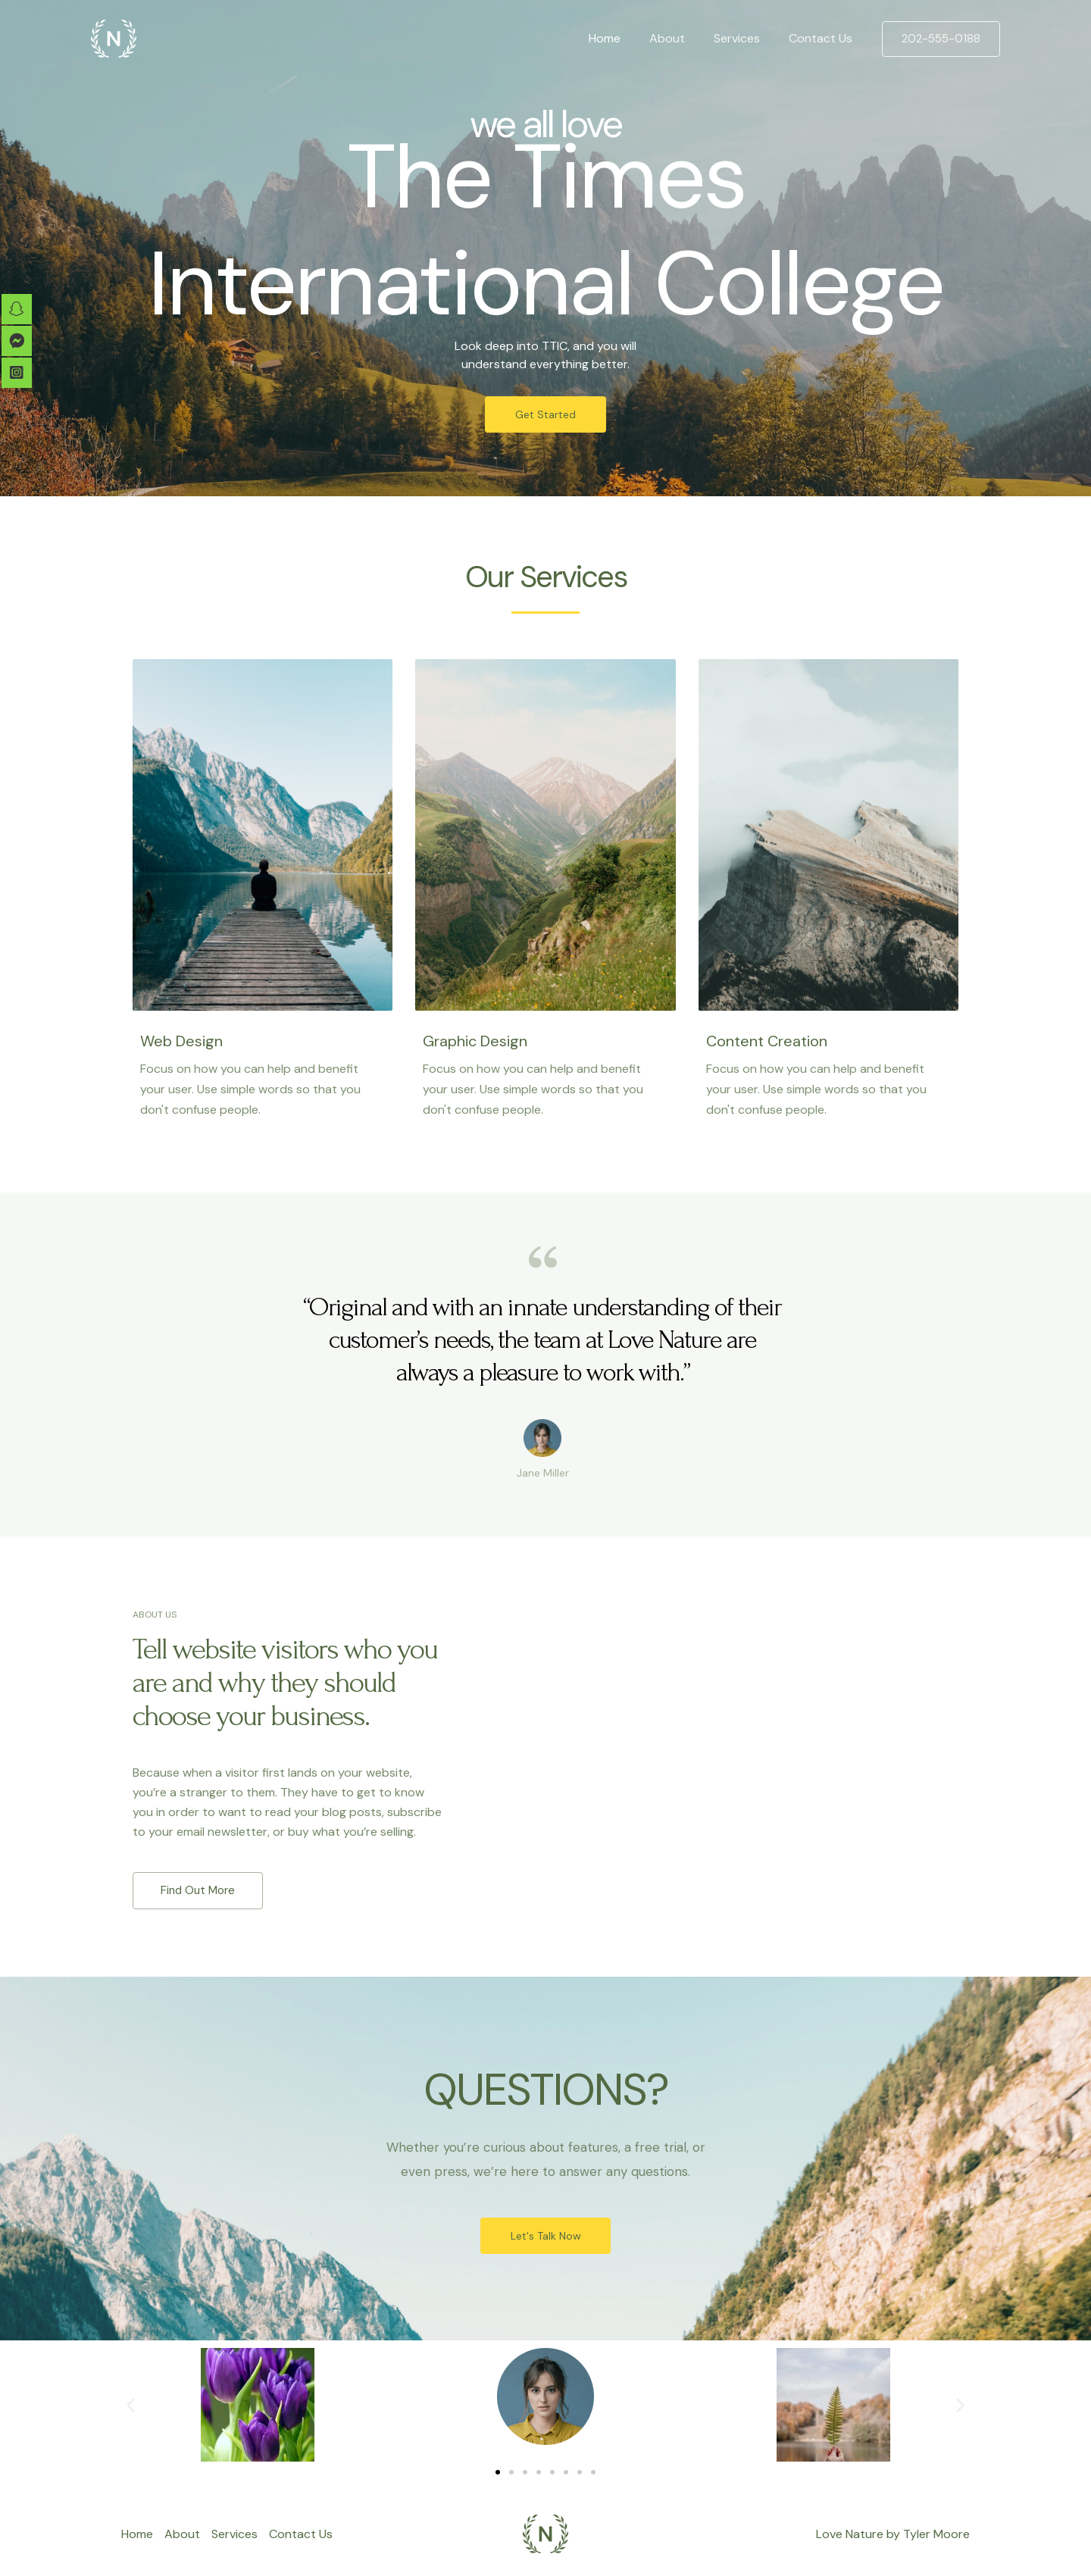 N
Home About Services Contact Us 202-555-0188
we all love
The Times
International College
Look deep into TTIC, and you will
understand everything better.
Get Started
Our Services
Web Design
Focus on how you can help and benefit
your user. Use simple words so that you
don't confuse people.
Graphic Design
Focus on how you can help and benefit
your user. Use simple words so that you
don't confuse people.
Content Creation
Focus on how you can help and benefit
your user. Use simple words so that you
don't confuse people.
“Original and with an innate understanding of their
customer’s needs, the team at Love Nature are
always a pleasure to work with.”
Jane Miller
ABOUT US
Tell website visitors who you
are and why they should
choose your business.
Because when a visitor first lands on your website,
you’re a stranger to them. They have to get to know
you in order to want to read your blog posts, subscribe
to your email newsletter, or buy what you’re selling.
Find Out More
QUESTIONS?
Whether you’re curious about features, a free trial, or
even press, we’re here to answer any questions.
Let's Talk Now
Home About Services Contact Us
N
Love Nature by Tyler Moore